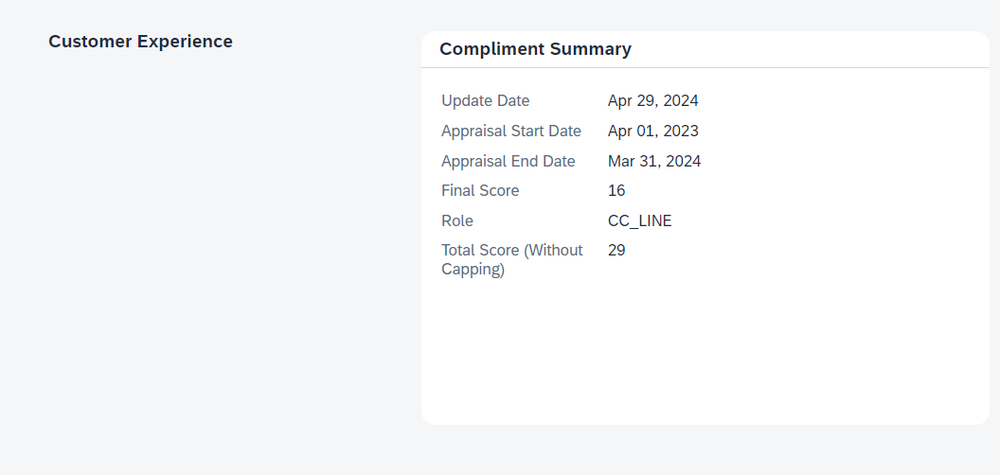 Customer Experience
Compliment Summary
Update Date Apr 29, 2024
Appraisal Start Date Apr 01, 2023
Appraisal End Date Mar 31, 2024
Final Score 16
Role CC_LINE
Total Score (Without 29
Capping)